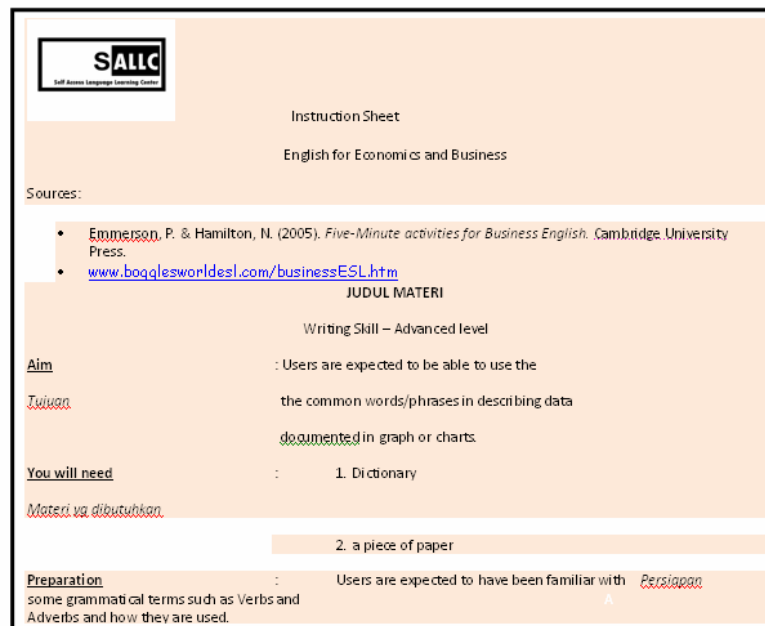 SALLC
Self Access Language Learning Center
Instruction Sheet
English for Economics and Business
Sources:
• Emmerson, P. & Hamilton, N. (2005). Five-Minute activities for Business English. Cambridge University
Press.
• www.bogglesworldesl.com/businessESL.htm
JUDUL MATERI
Writing Skill – Advanced level
Aim : Users are expected to be able to use the
Tujuan the common words/phrases in describing data
documented in graph or charts.
You will need : 1. Dictionary
Materi yg dibutuhkan
2. a piece of paper
Preparation : Users are expected to have been familiar with Persiapan
some grammatical terms such as Verbs and A
Adverbs and how they are used.